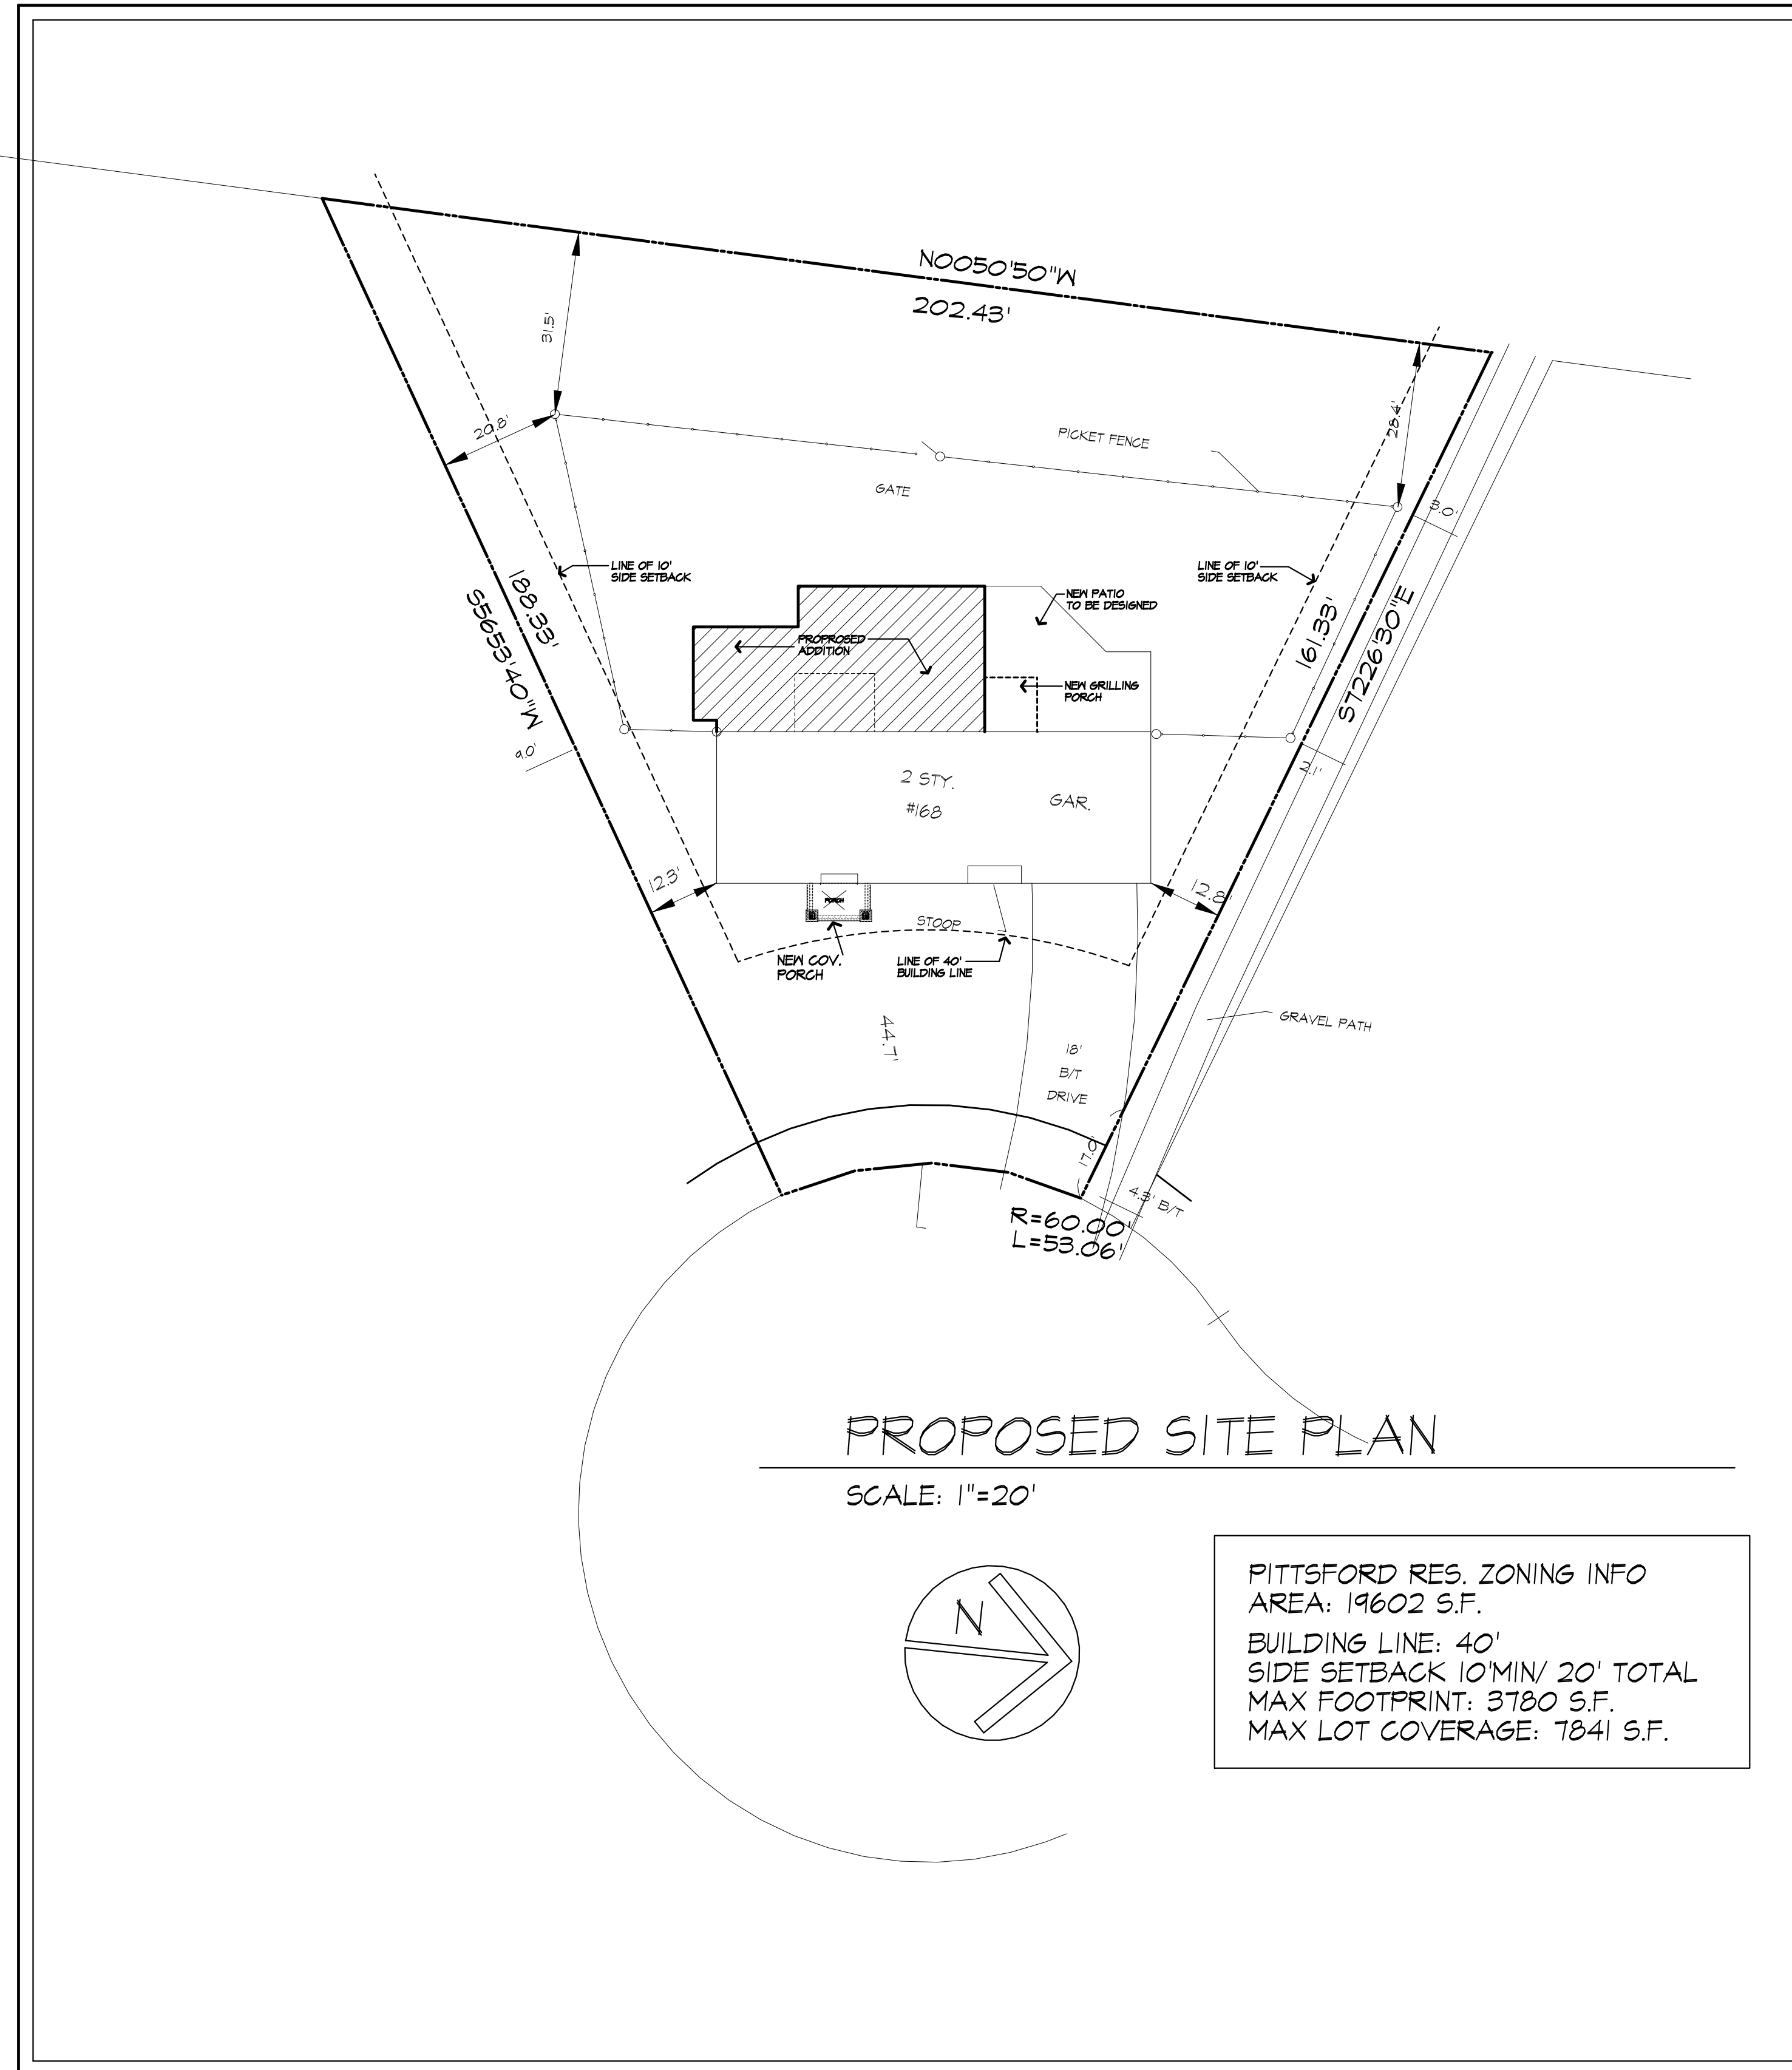 N0050'50"W
202.43'
31.5'
20.8'
28.4'
PICKET FENCE
GATE
3.0'
LINE OF 10'
SIDE SETBACK
LINE OF 10'
SIDE SETBACK
NEW PATIO
TO BE DESIGNED
188.33'
S5653'40"W
161.33'
S7226'30"E
PROPROSED
ADDITION
NEW GRILLING
PORCH
9.0'
2.1'
2 STY.
#168
GAR.
12.3'
12.8'
PORCH
STOOP
NEW COV.
PORCH
LINE OF 40'
BUILDING LINE
44.7'
GRAVEL PATH
18'
B/T
DRIVE
17.0'
4.3' B/T
R=60.00'
L=53.06'
PROPOSED SITE PLAN
SCALE: 1"=20'
N
PITTSFORD RES. ZONING INFO
AREA: 19602 S.F.
BUILDING LINE: 40'
SIDE SETBACK 10'MIN/ 20' TOTAL
MAX FOOTPRINT: 3780 S.F.
MAX LOT COVERAGE: 7841 S.F.